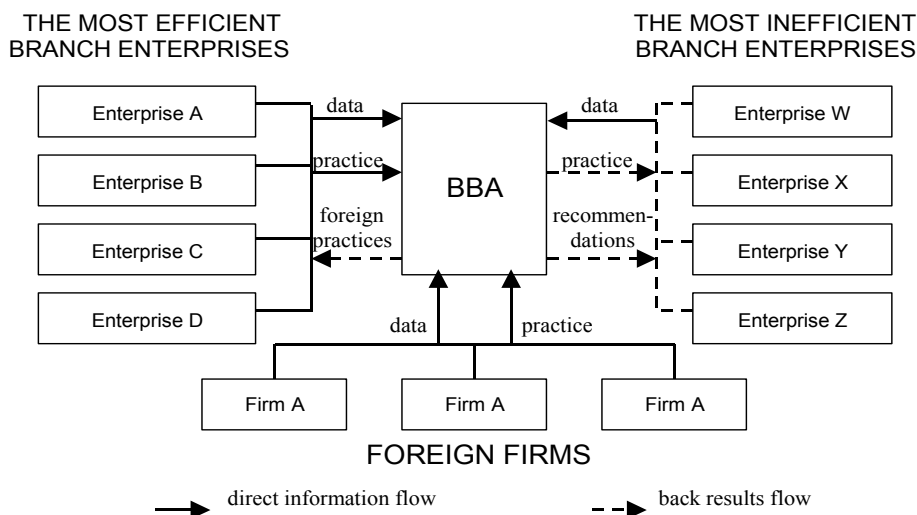 THE MOST EFFICIENT
BRANCH ENTERPRISES
THE MOST INEFFICIENT
BRANCH ENTERPRISES
Enterprise A
Enterprise B
Enterprise C
Enterprise D
data
practice
foreign
practices
BBA
data
practice
recommen-
dations
Enterprise W
Enterprise X
Enterprise Y
Enterprise Z
data
practice
Firm A
Firm A
Firm A
FOREIGN FIRMS
direct information flow
back results flow